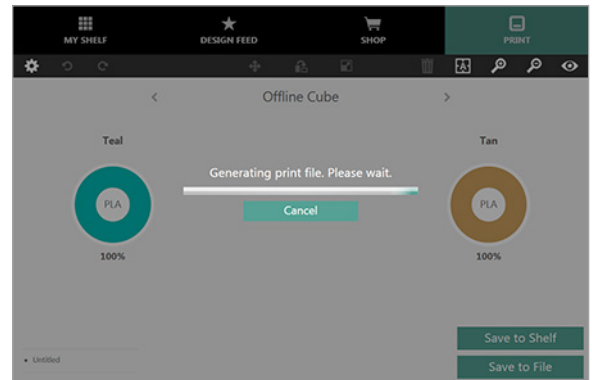 MY SHELF
DESIGN FEED
SHOP
PRINT
A
< Offline Cube >
Teal
Tan
Generating print file. Please wait.
PLA
Cancel
PLA
100%
100%
Save to Shelf
• Untitled
Save to File